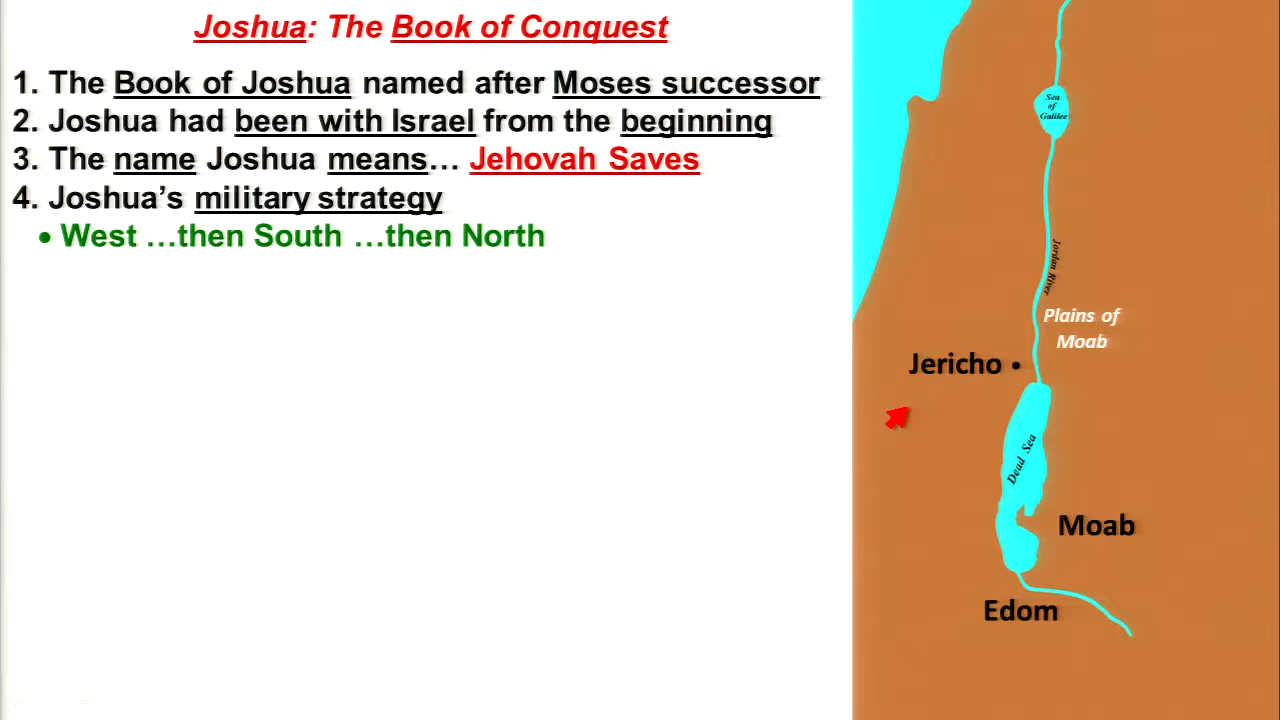 Joshua: The Book of Conquest
1. The Book of Joshua named after Moses successor
2. Joshua had been with Israel from the beginning
3. The name Joshua means… Jehovah Saves
4. Joshua’s military strategy
• West …then South …then North
Sea
of
Galilee
Jordan River
Plains of
Moab
Jericho •
Dead Sea
Moab
Edom